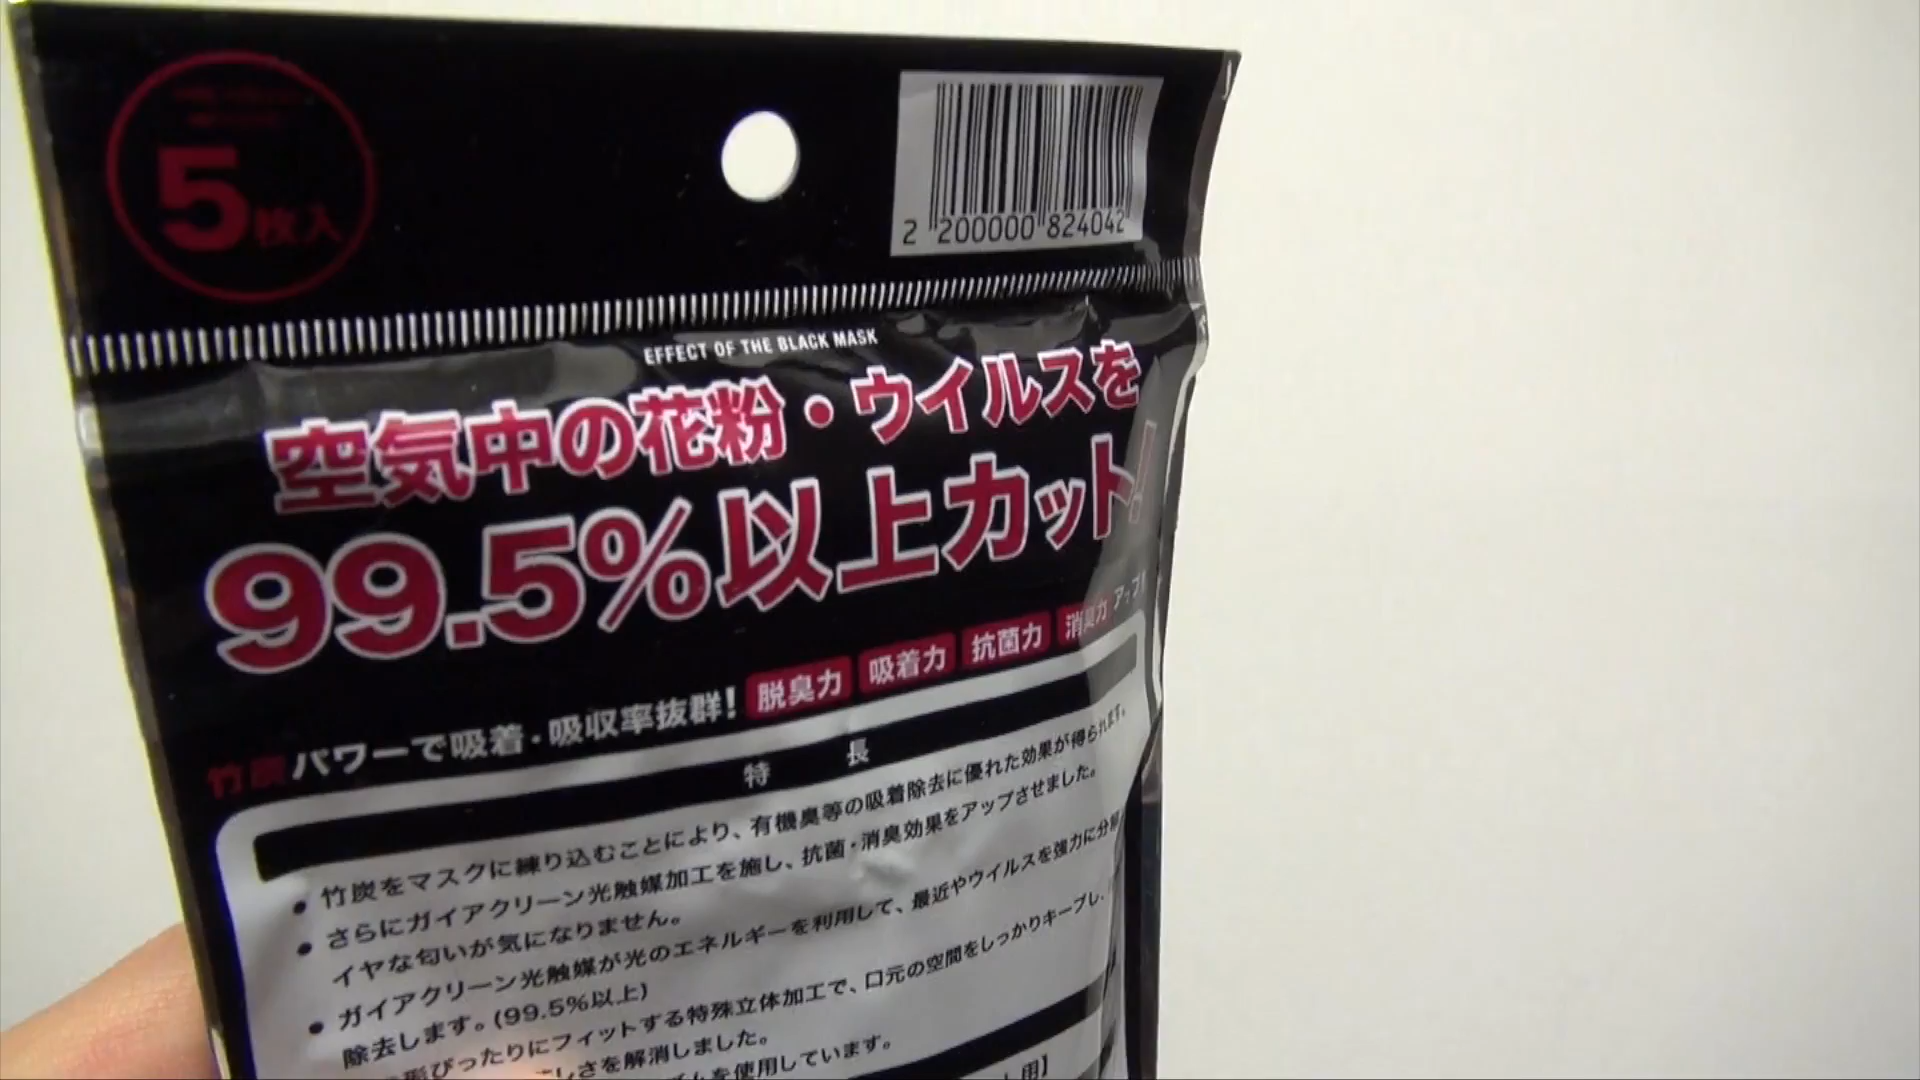 5枚入
2 200000 824042
EFFECT OF THE BLACK MASK
空気中の花粉・ウイルスを
99.5%以上カット!
竹炭パワーで吸着・吸収率抜群! 脱臭力 吸着力 抗菌力 消臭力 アップ!
特 長
● 竹炭をマスクに練り込むことにより、有機臭等の吸着除去に優れた効果が得られます。
● さらにガイアクリーン光触媒加工を施し、抗菌・消臭効果をアップさせました。
イヤな匂いが気になりません。
● ガイアクリーン光触媒が光のエネルギーを利用して、最近やウイルスを強力に分解
除去します。(99.5%以上)
形ぴったりにフィットする特殊立体加工で、口元の空間をしっかりキープし、
しさを解消しました。
を使用しています。
用】